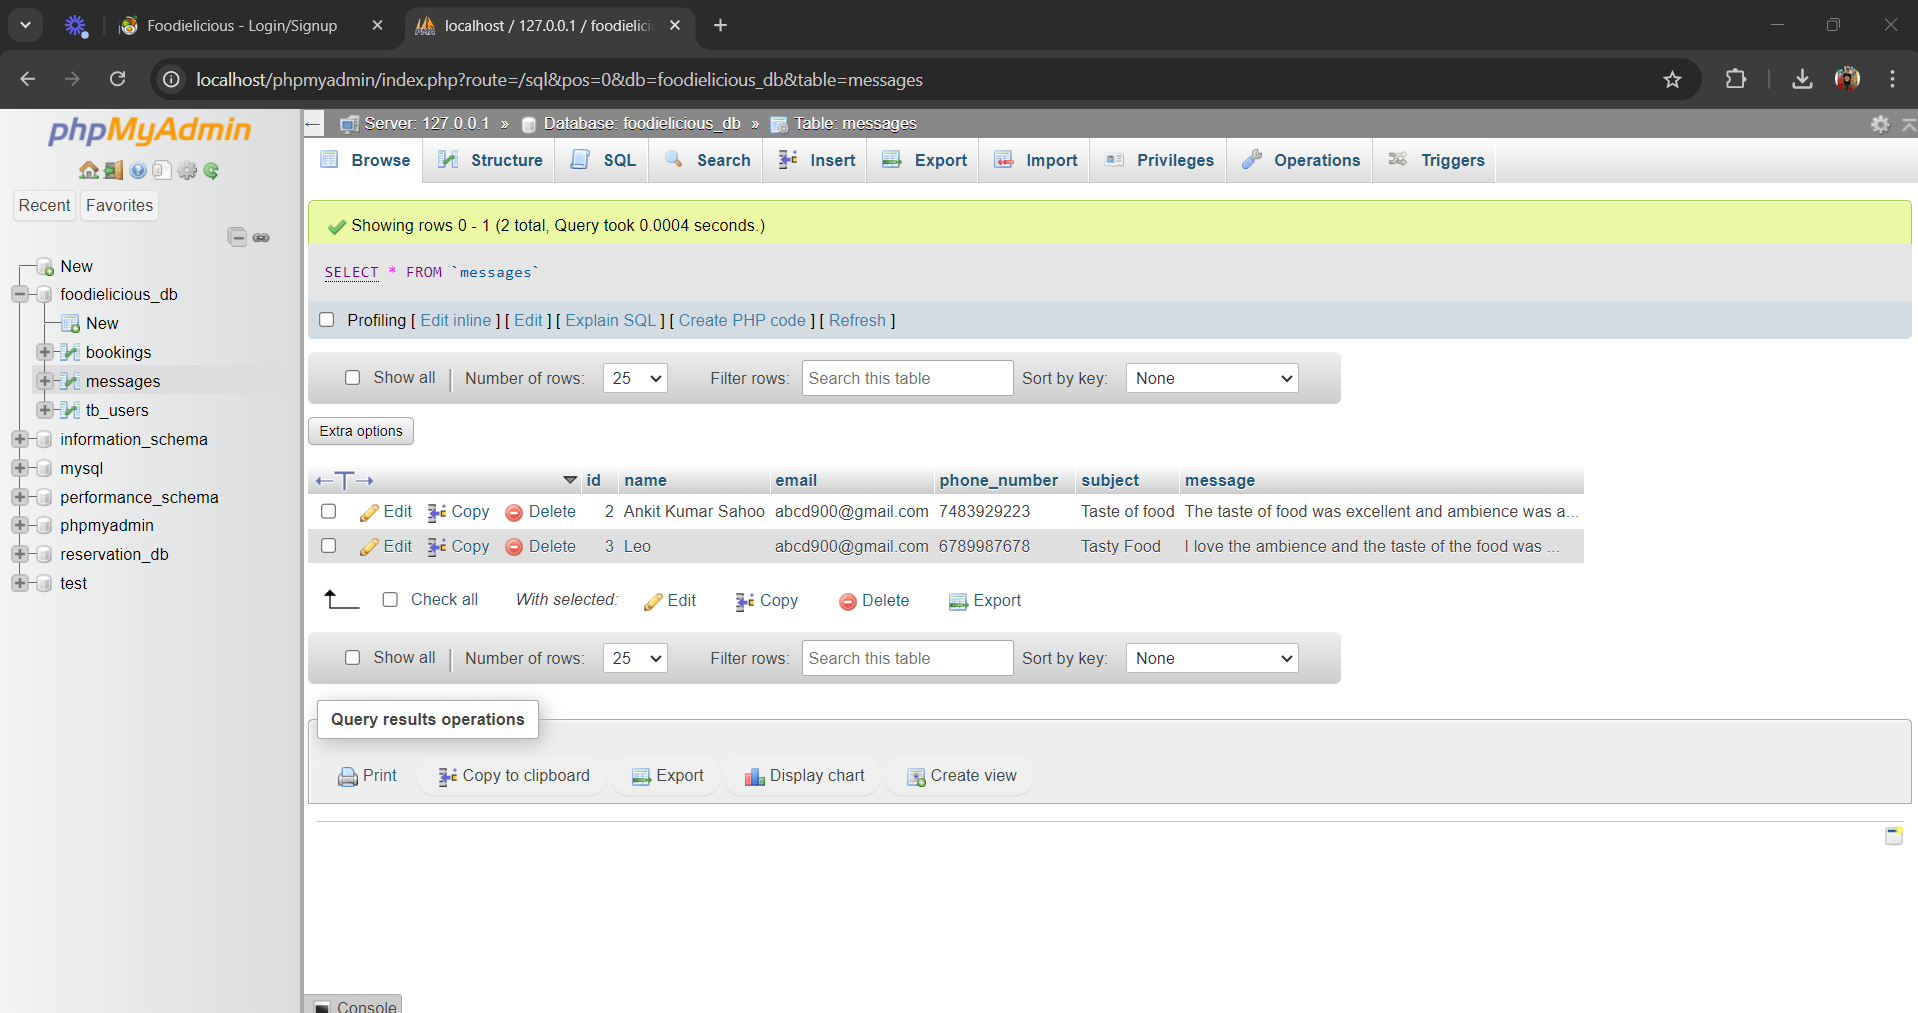 Foodielicious - Login/Signup
localhost / 127.0.0.1 / foodielici
localhost/phpmyadmin/index.php?route=/sql&pos=0&db=foodielicious_db&table=messages
phpMyAdmin
Recent Favorites
New
foodielicious_db
New
bookings
messages
tb_users
information_schema
mysql
performance_schema
phpmyadmin
reservation_db
test
Server: 127.0.0.1 » Database: foodielicious_db » Table: messages
Browse Structure SQL Search Insert Export Import Privileges Operations Triggers
Showing rows 0 - 1 (2 total, Query took 0.0004 seconds.)
SELECT * FROM `messages`
Profiling [ Edit inline ] [ Edit ] [ Explain SQL ] [ Create PHP code ] [ Refresh ]
Show all | Number of rows: 25 Filter rows: Search this table Sort by key: None
Extra options
←T→ id name email phone_number subject message
Edit Copy Delete 2 Ankit Kumar Sahoo abcd900@gmail.com 7483929223 Taste of food The taste of food was excellent and ambience was a...
Edit Copy Delete 3 Leo abcd900@gmail.com 6789987678 Tasty Food I love the ambience and the taste of the food was ...
Check all With selected: Edit Copy Delete Export
Show all | Number of rows: 25 Filter rows: Search this table Sort by key: None
Query results operations
Print Copy to clipboard Export Display chart Create view
Console